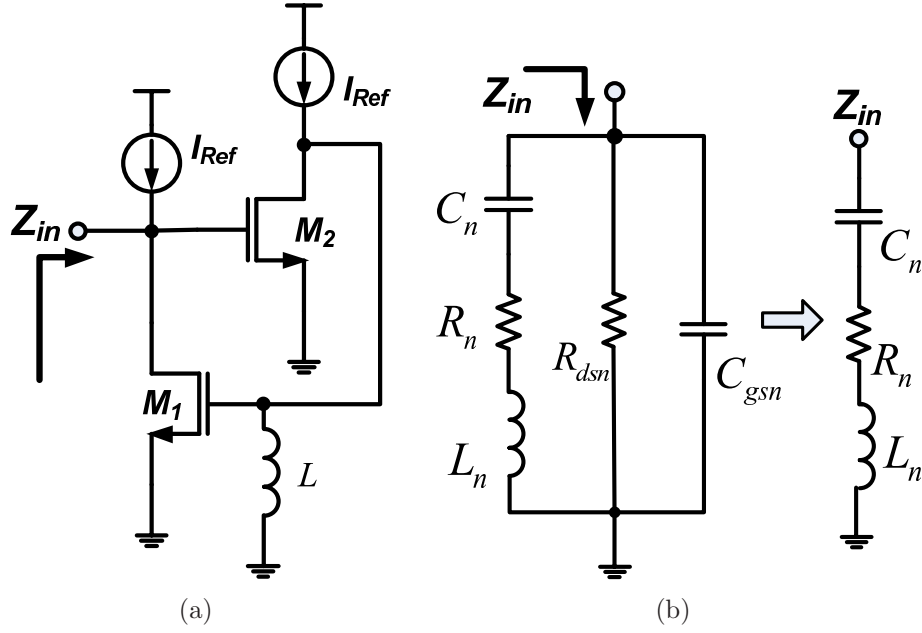 I_Ref
I_Ref
Z_in
M_2
M_1
L
(a)
Z_in
C_n
R_n
L_n
R_dsn
C_gsn
Z_in
C_n
R_n
L_n
(b)